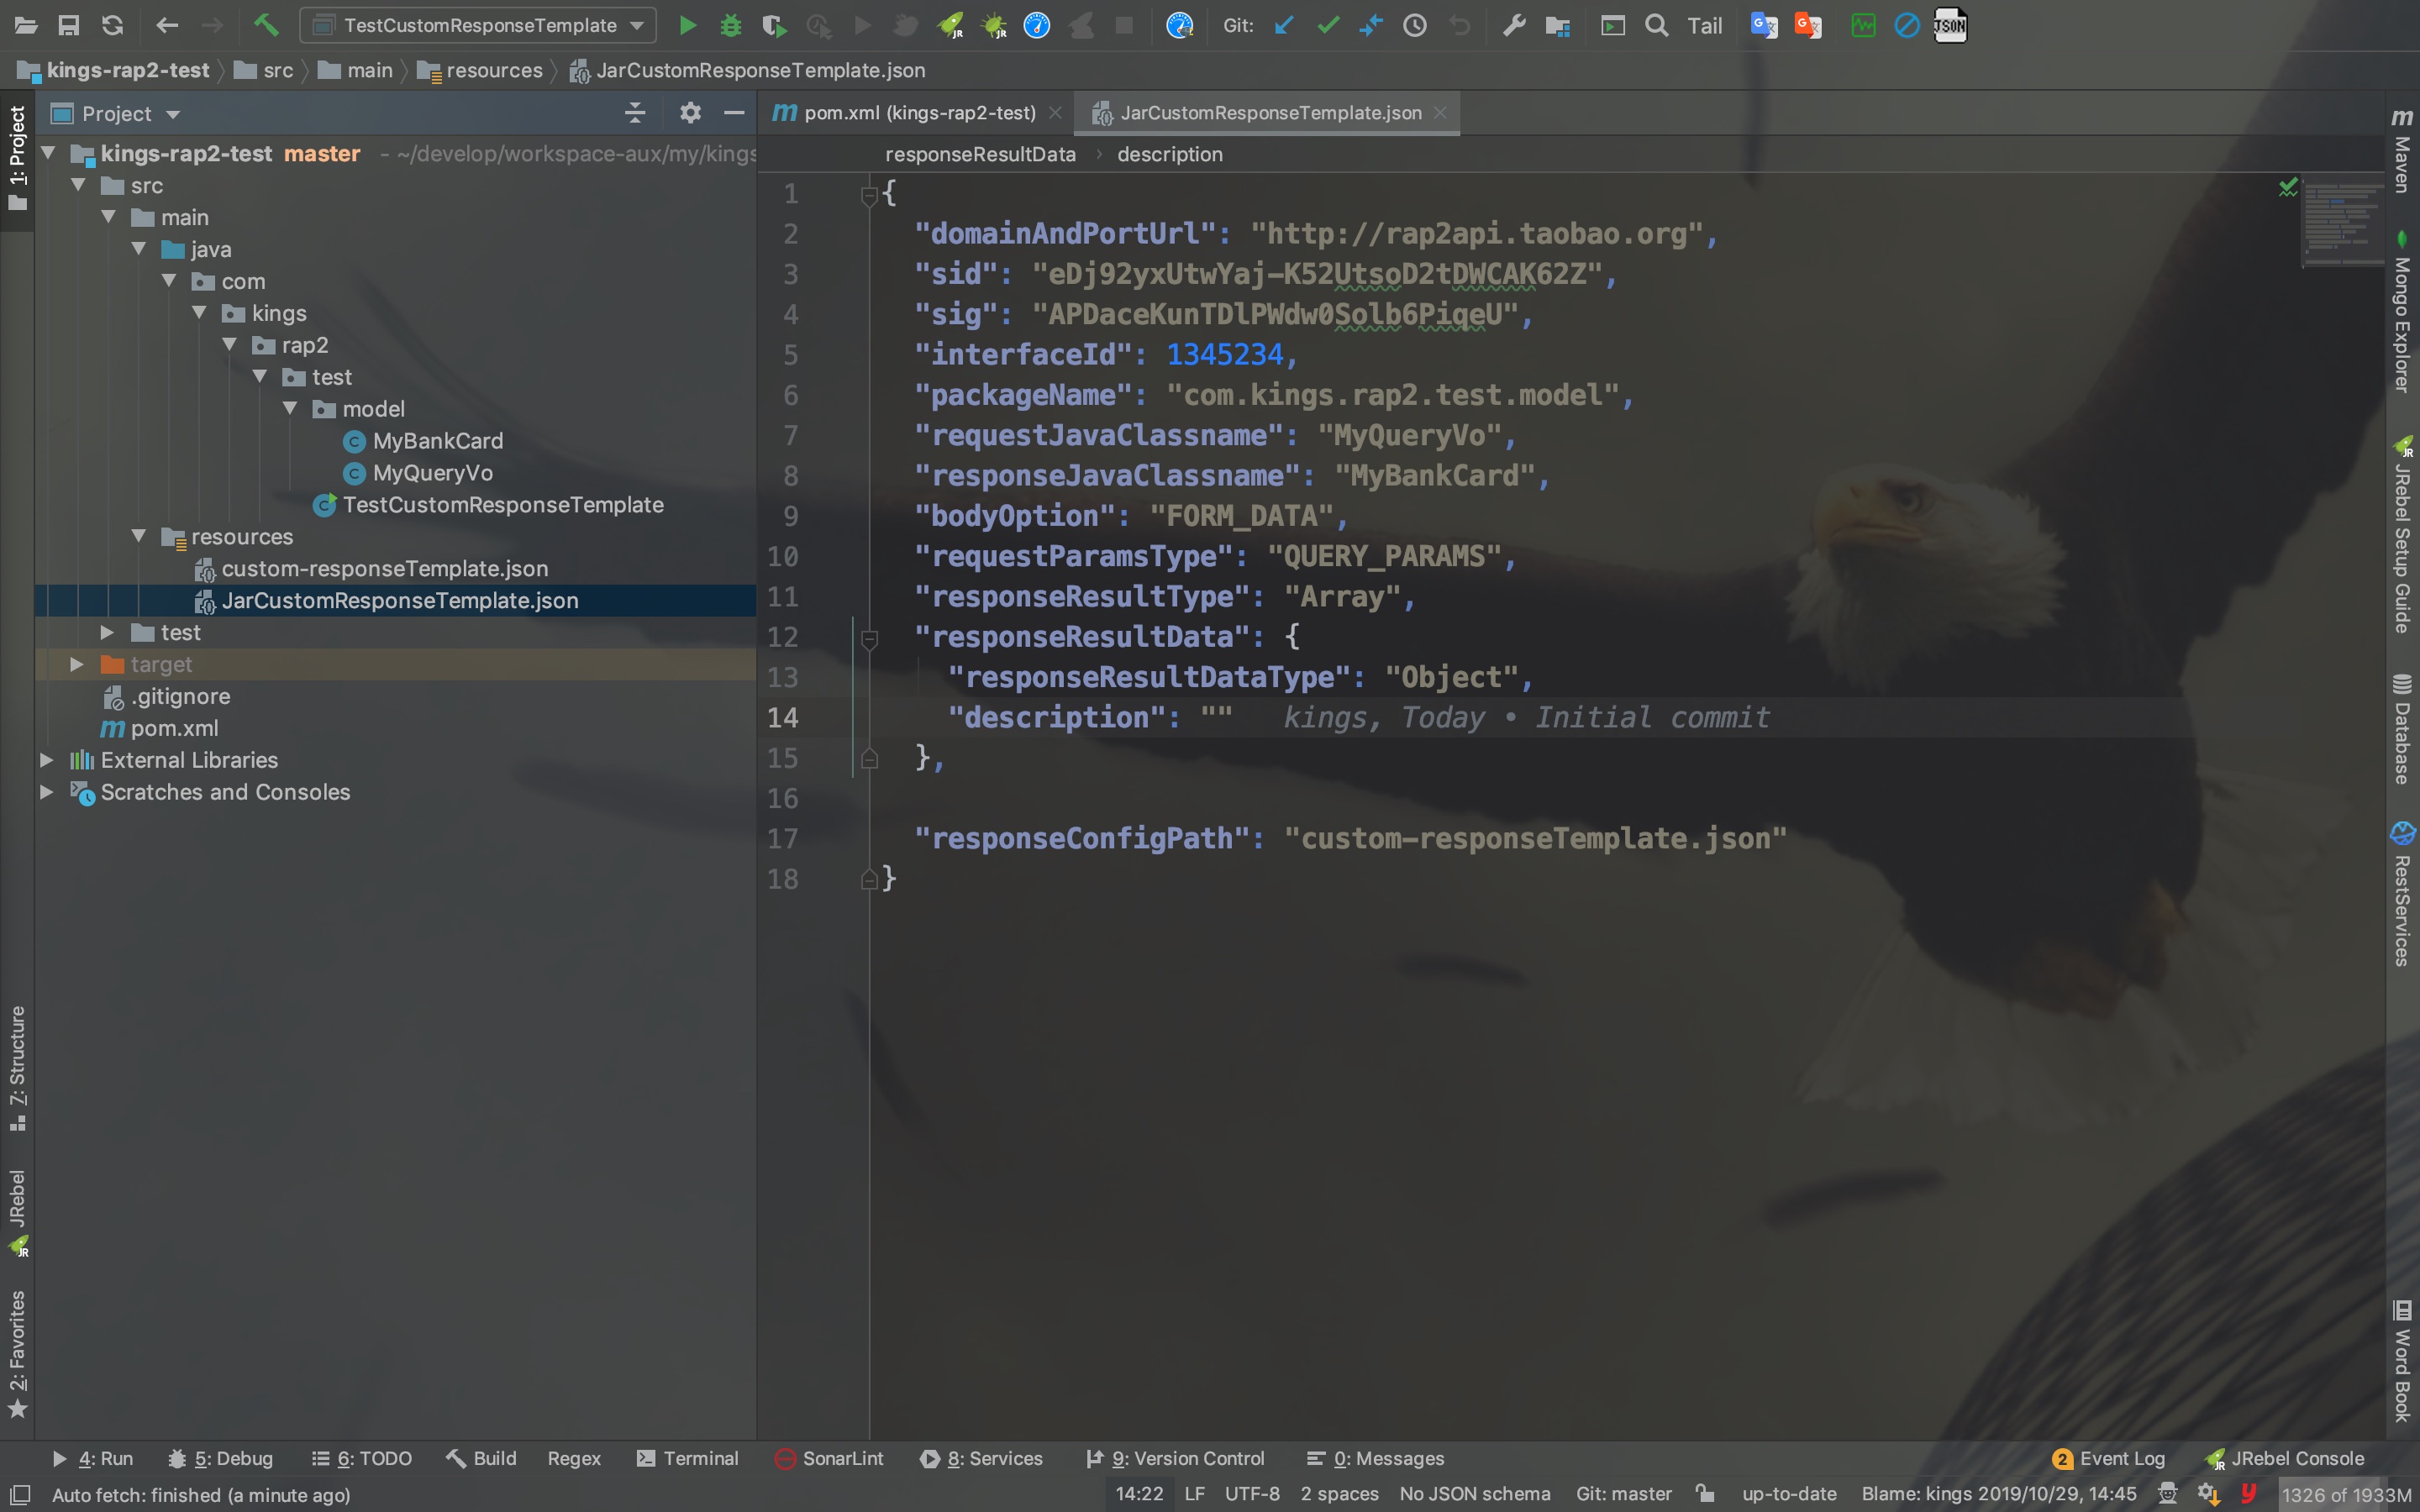 TestCustomResponseTemplate
Git:
Tail
JSON
kings-rap2-test
src
main
resources
JarCustomResponseTemplate.json
1: Project
Project
kings-rap2-test master - ~/develop/workspace-aux/my/kings
src
main
java
com
kings
rap2
test
model
MyBankCard
MyQueryVo
TestCustomResponseTemplate
resources
custom-responseTemplate.json
JarCustomResponseTemplate.json
test
target
.gitignore
pom.xml
External Libraries
Scratches and Consoles
7: Structure
JRebel
2: Favorites
pom.xml (kings-rap2-test)
JarCustomResponseTemplate.json
responseResultData › description
1 {
2 "domainAndPortUrl": "http://rap2api.taobao.org",
3 "sid": "eDj92yxUtwYaj-K52UtsoD2tDWCAK62Z",
4 "sig": "APDaceKunTDlPWdw0Solb6PiqeU",
5 "interfaceId": 1345234,
6 "packageName": "com.kings.rap2.test.model",
7 "requestJavaClassname": "MyQueryVo",
8 "responseJavaClassname": "MyBankCard",
9 "bodyOption": "FORM_DATA",
10 "requestParamsType": "QUERY_PARAMS",
11 "responseResultType": "Array",
12 "responseResultData": {
13 "responseResultDataType": "Object",
14 "description": "" kings, Today • Initial commit
15 },
16
17 "responseConfigPath": "custom-responseTemplate.json"
18 }
Maven
Mongo Explorer
JRebel Setup Guide
Database
RestServices
Word Book
4: Run
5: Debug
6: TODO
Build
Regex
Terminal
SonarLint
8: Services
9: Version Control
0: Messages
2 Event Log
JRebel Console
Auto fetch: finished (a minute ago)
14:22
LF
UTF-8
2 spaces
No JSON schema
Git: master
up-to-date
Blame: kings 2019/10/29, 14:45
1326 of 1933M